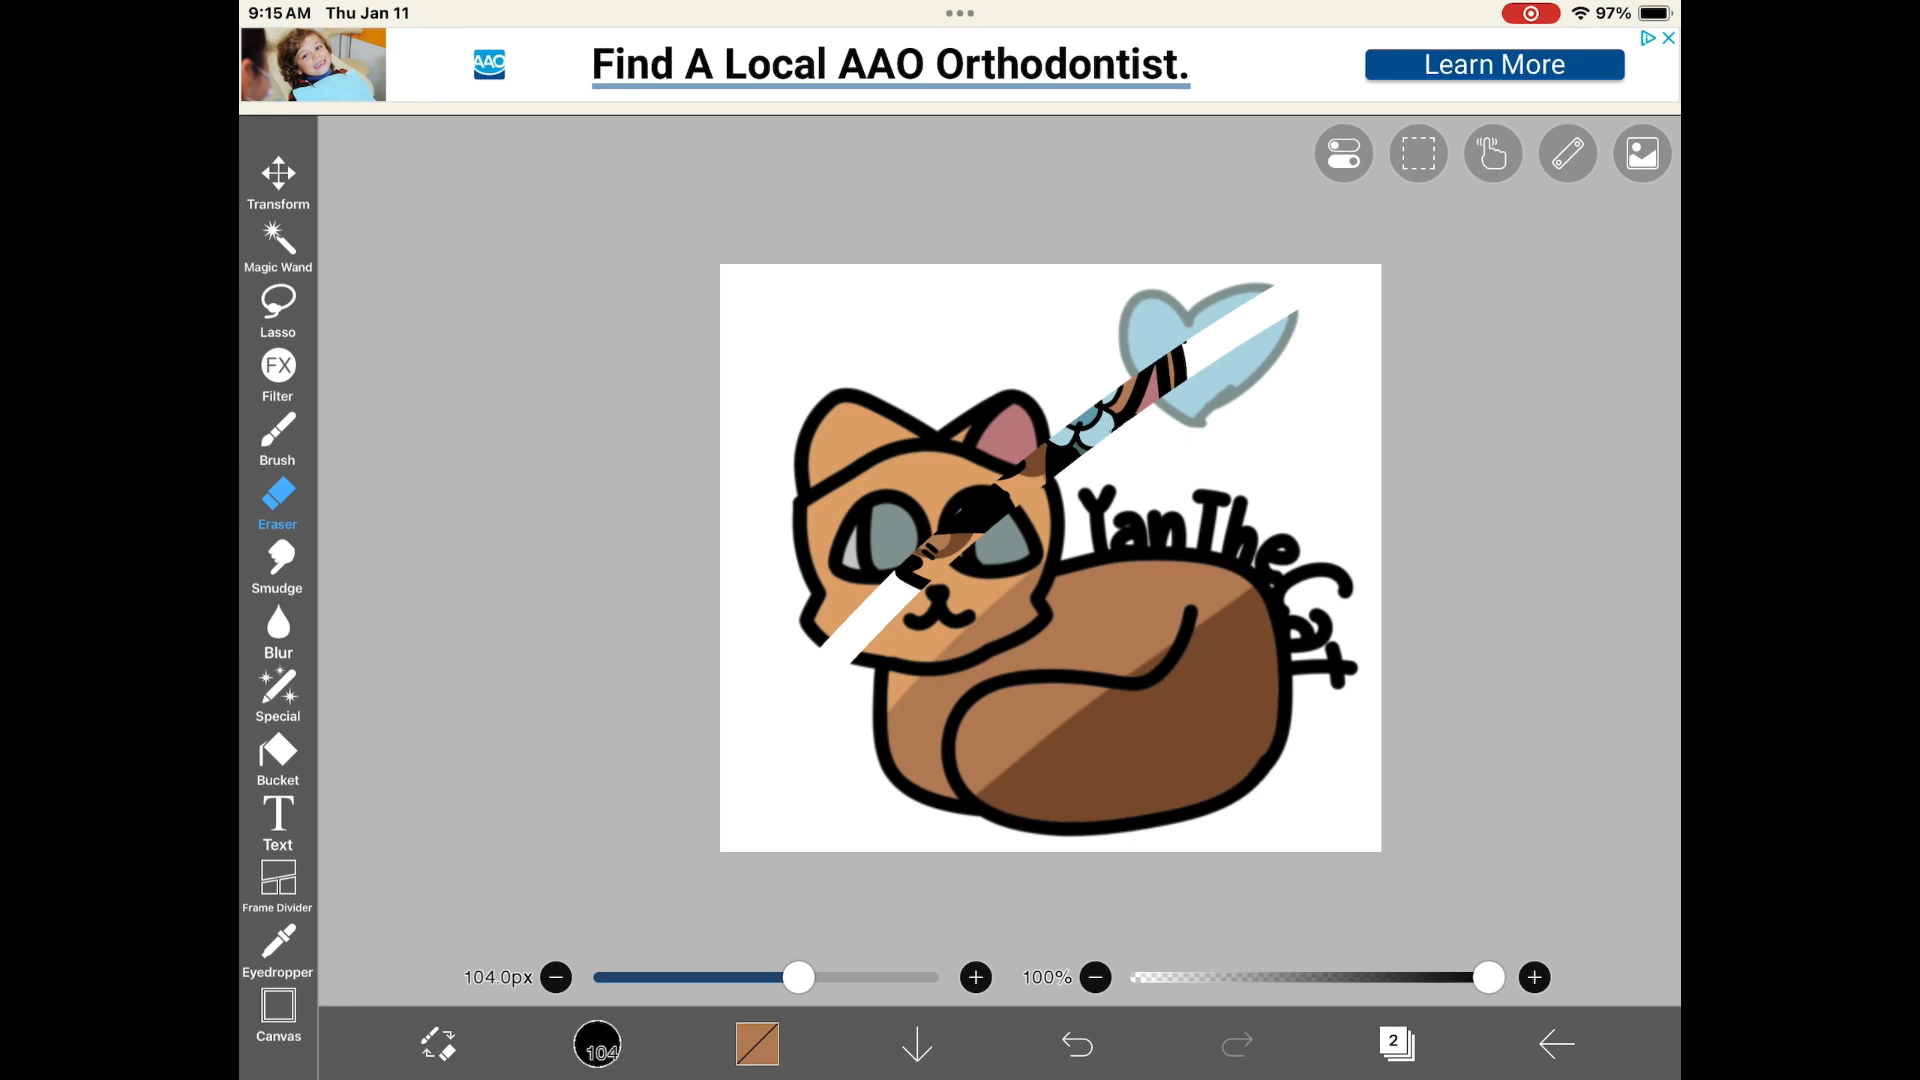 9:15 AM Thu Jan 11
97%
AAO
Find A Local AAO Orthodontist.
Learn More
Transform
Magic Wand
Lasso
FX
Filter
Brush
Eraser
Smudge
Blur
Special
Bucket
T
Text
Frame Divider
Eyedropper
Canvas
YanTheCat
104.0px
100%
104
2